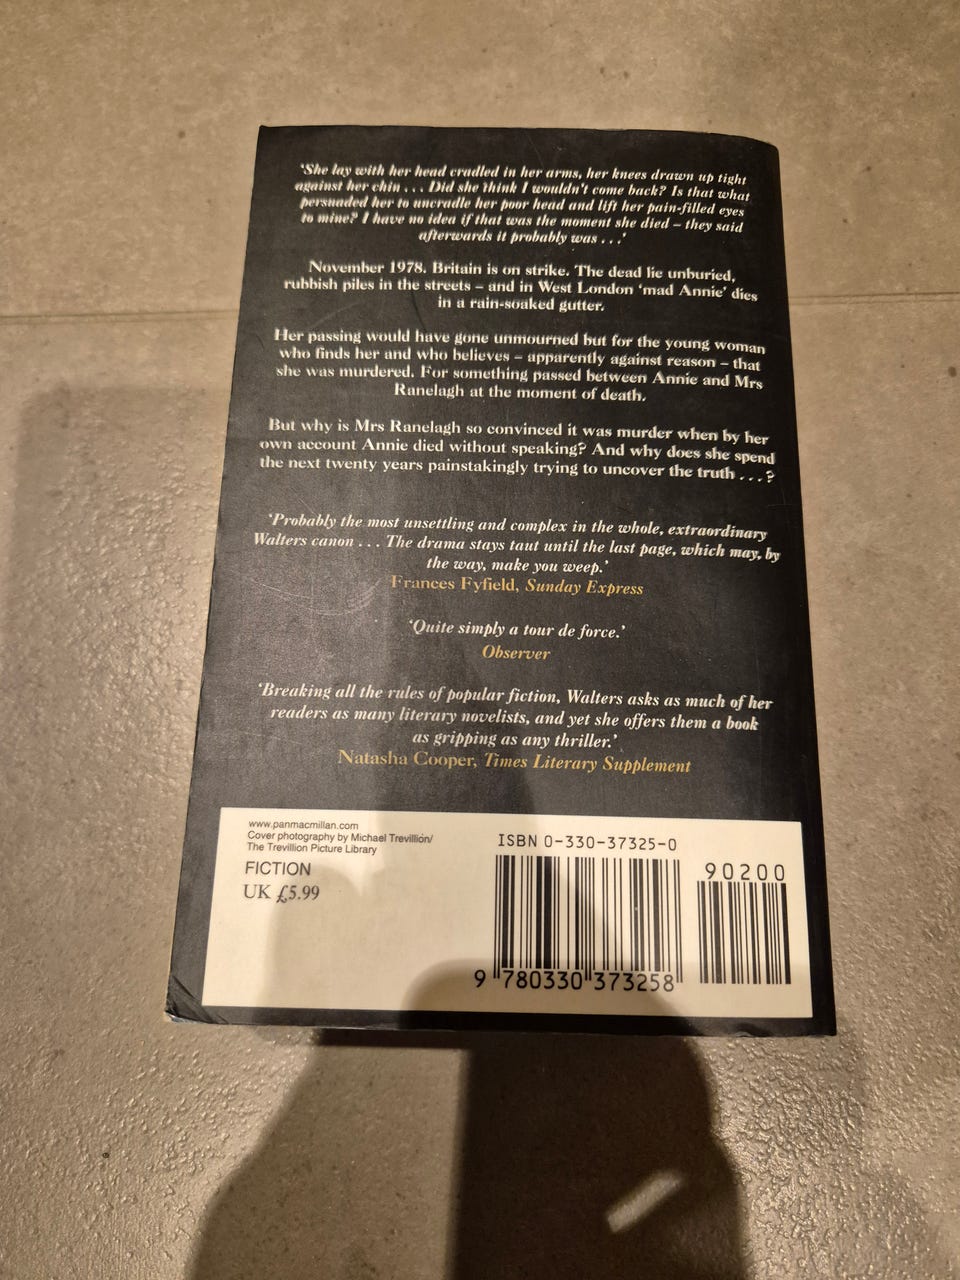 ‘She lay with her head cradled in her arms, her knees drawn up tight
against her chin . . . Did she think I wouldn't come back? Is that what
persuaded her to uncradle her poor head and lift her pain-filled eyes
to mine? I have no idea if that was the moment she died – they said
afterwards it probably was . . .’
November 1978. Britain is on strike. The dead lie unburied,
rubbish piles in the streets – and in West London ‘mad Annie’ dies
in a rain-soaked gutter.
Her passing would have gone unmourned but for the young woman
who finds her and who believes – apparently against reason – that
she was murdered. For something passed between Annie and Mrs
Ranelagh at the moment of death.
But why is Mrs Ranelagh so convinced it was murder when by her
own account Annie died without speaking? And why does she spend
the next twenty years painstakingly trying to uncover the truth . . . ?
‘Probably the most unsettling and complex in the whole, extraordinary
Walters canon . . . The drama stays taut until the last page, which may, by
the way, make you weep.’
Frances Fyfield, Sunday Express
‘Quite simply a tour de force.’
Observer
‘Breaking all the rules of popular fiction, Walters asks as much of her
readers as many literary novelists, and yet she offers them a book
as gripping as any thriller.’
Natasha Cooper, Times Literary Supplement
www.panmacmillan.com
Cover photography by Michael Trevillion/
The Trevillion Picture Library
FICTION
UK £5.99
ISBN 0-330-37325-0
90200
9 780330 373258